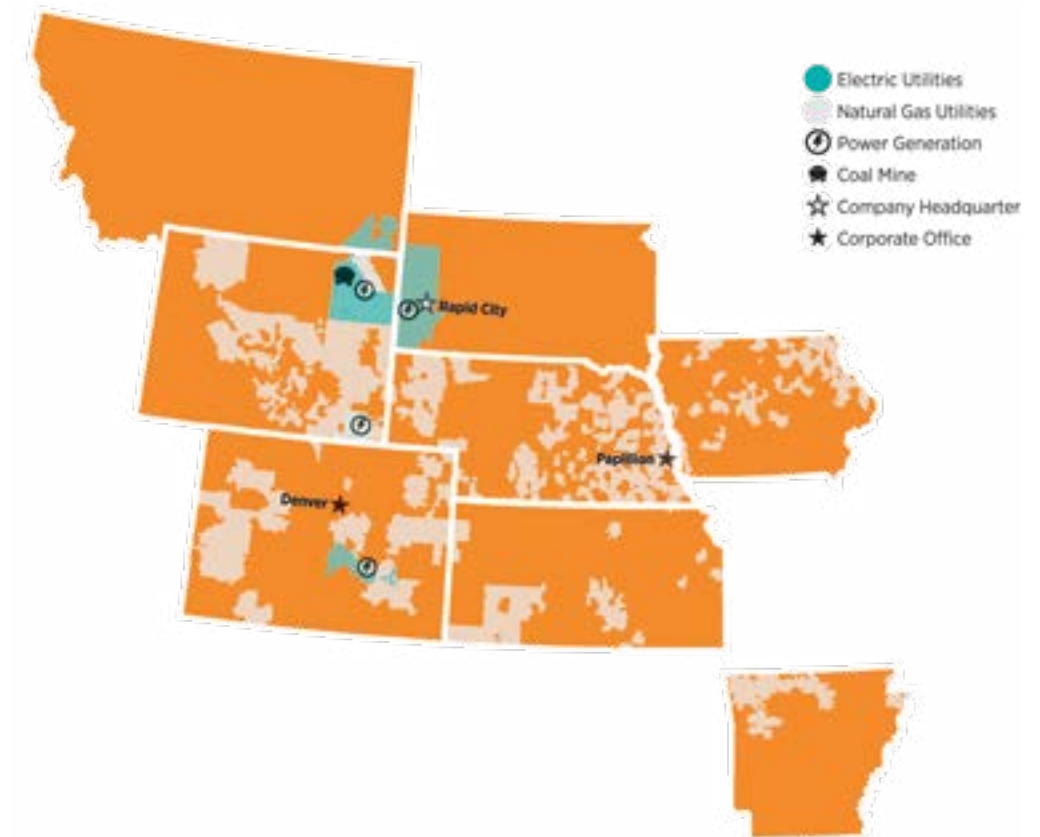 Electric Utilities
Natural Gas Utilities
Power Generation
Coal Mine
Company Headquarter
Corporate Office
Rapid City
Papillion
Denver